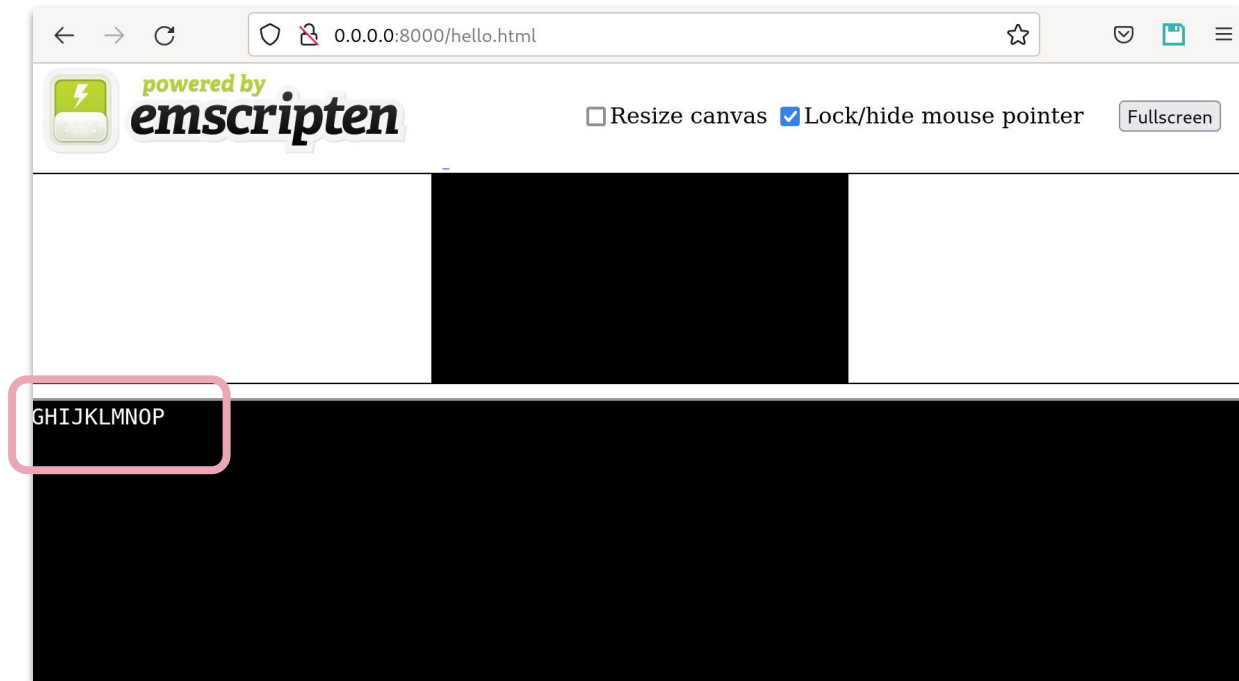 0.0.0.0:8000/hello.html
powered by
emscripten
Resize canvas Lock/hide mouse pointer Fullscreen
GHIJKLMNOP